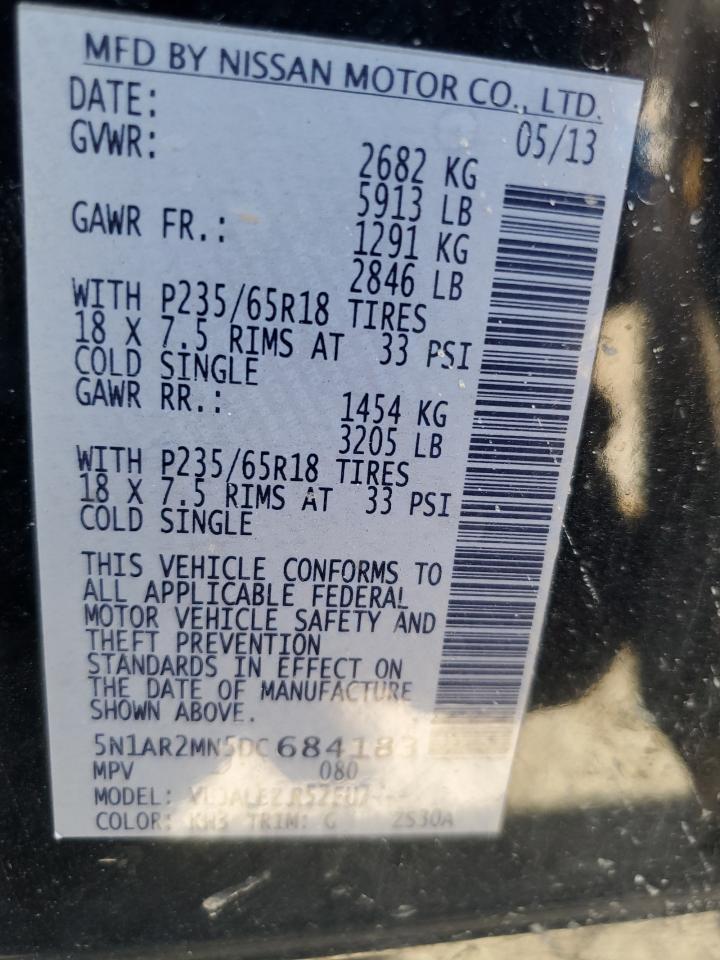 MFD BY NISSAN MOTOR CO., LTD.
DATE: 05/13
GVWR: 2682 KG
5913 LB
GAWR FR.: 1291 KG
2846 LB
WITH P235/65R18 TIRES
18 X 7.5 RIMS AT 33 PSI
COLD SINGLE
GAWR RR.: 1454 KG
3205 LB
WITH P235/65R18 TIRES
18 X 7.5 RIMS AT 33 PSI
COLD SINGLE
THIS VEHICLE CONFORMS TO
ALL APPLICABLE FEDERAL
MOTOR VEHICLE SAFETY AND
THEFT PREVENTION
STANDARDS IN EFFECT ON
THE DATE OF MANUFACTURE
SHOWN ABOVE.
5N1AR2MN5DC684183
MPV 080
MODEL:
COLOR: KH3 TRIM: G 2S30A